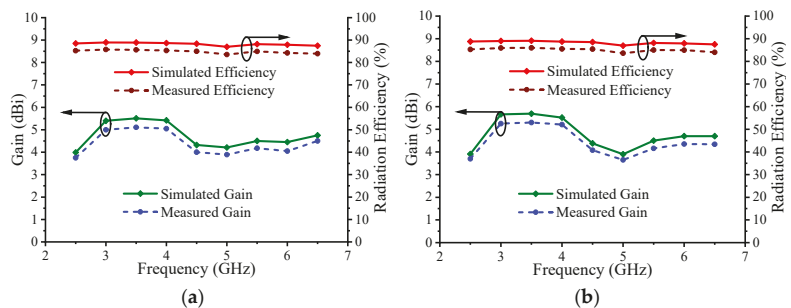 10
9
8
7
6
5
4
3
2
1
0
Gain (dBi)
100
90
80
70
60
50
40
30
20
10
0
Radiation Efficiency (%)
Simulated Efficiency
Measured Efficiency
Simulated Gain
Measured Gain
2 3 4 5 6 7
Frequency (GHz)
(a)
10
9
8
7
6
5
4
3
2
1
0
Gain (dBi)
100
90
80
70
60
50
40
30
20
10
0
Radiation Efficiency (%)
Simulated Efficiency
Measured Efficiency
Simulated Gain
Measured Gain
2 3 4 5 6 7
Frequency (GHz)
(b)